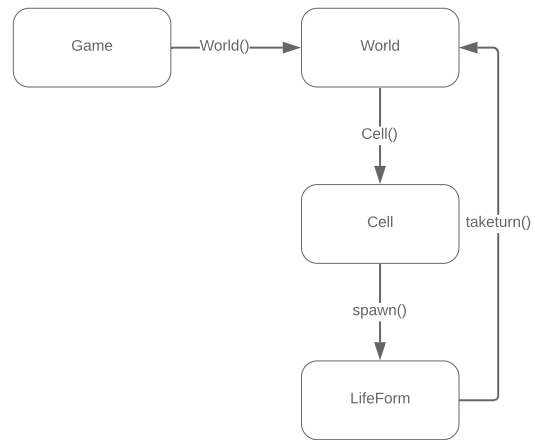 Game
World()
World
Cell()
Cell
taketurn()
spawn()
LifeForm